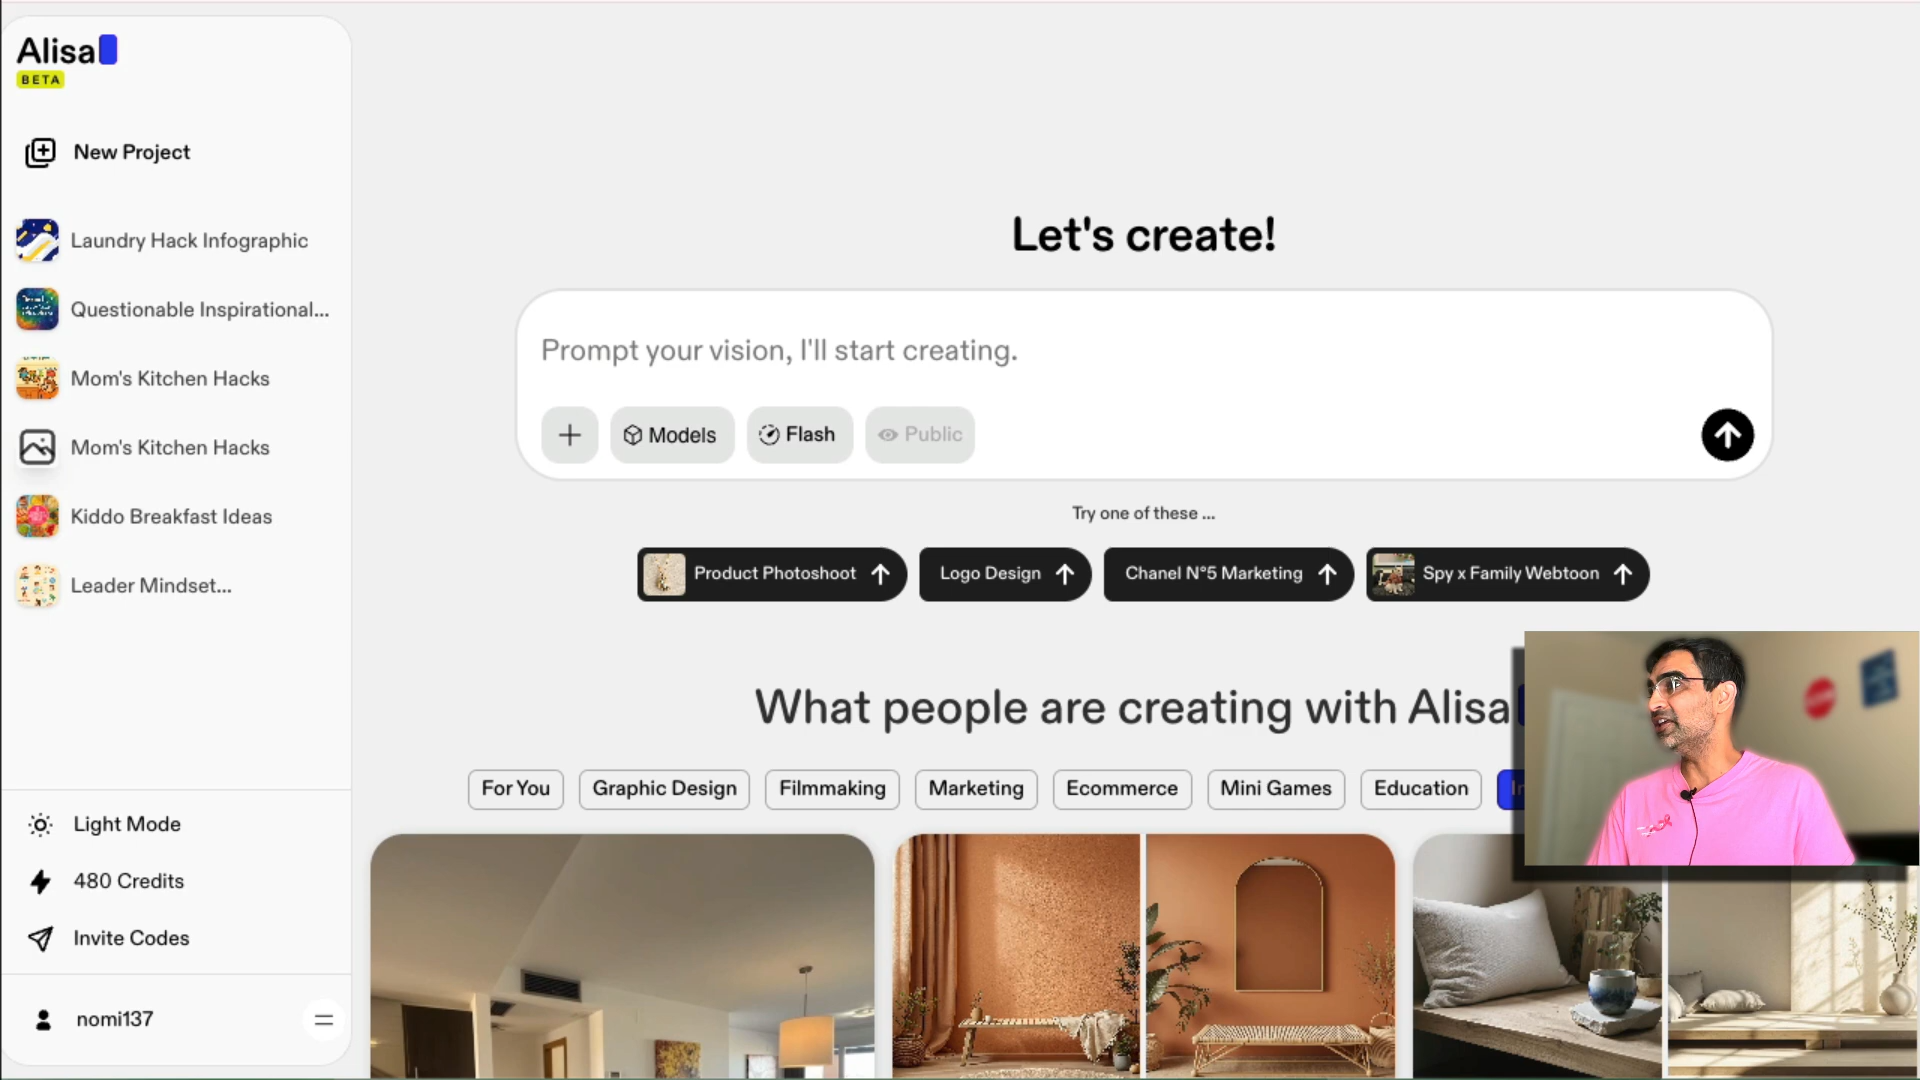 Alisa
BETA
New Project
Laundry Hack Infographic
Questionable Inspirational...
Mom's Kitchen Hacks
Mom's Kitchen Hacks
Kiddo Breakfast Ideas
Leader Mindset...
Light Mode
480 Credits
Invite Codes
nomi137
Let's create!
Prompt your vision, I'll start creating.
Models
Flash
Public
Try one of these ...
Product Photoshoot
Logo Design
Chanel N°5 Marketing
Spy x Family Webtoon
What people are creating with Alisa
For You
Graphic Design
Filmmaking
Marketing
Ecommerce
Mini Games
Education